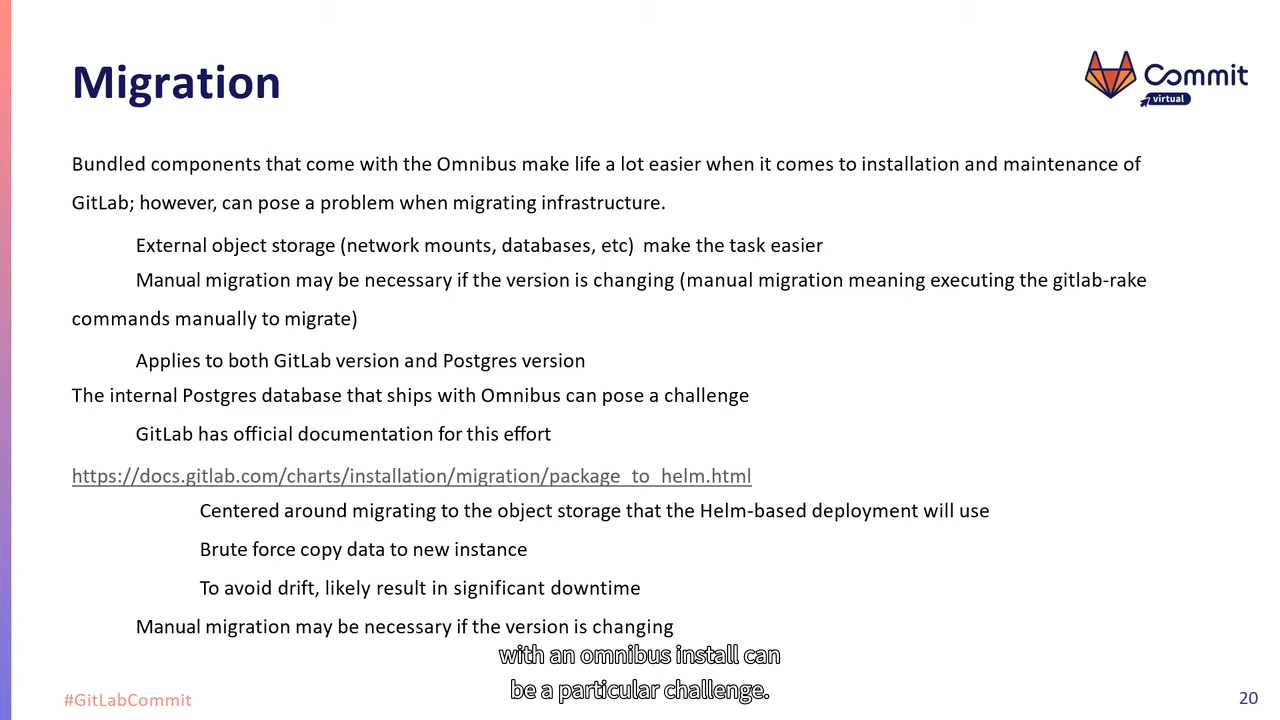 Migration
Commit
virtual
Bundled components that come with the Omnibus make life a lot easier when it comes to installation and maintenance of
GitLab; however, can pose a problem when migrating infrastructure.
External object storage (network mounts, databases, etc) make the task easier
Manual migration may be necessary if the version is changing (manual migration meaning executing the gitlab-rake
commands manually to migrate)
Applies to both GitLab version and Postgres version
The internal Postgres database that ships with Omnibus can pose a challenge
GitLab has official documentation for this effort
https://docs.gitlab.com/charts/installation/migration/package_to_helm.html
Centered around migrating to the object storage that the Helm-based deployment will use
Brute force copy data to new instance
To avoid drift, likely result in significant downtime
Manual migration may be necessary if the version is changing
with an omnibus install can
be a particular challenge.
#GitLabCommit
20